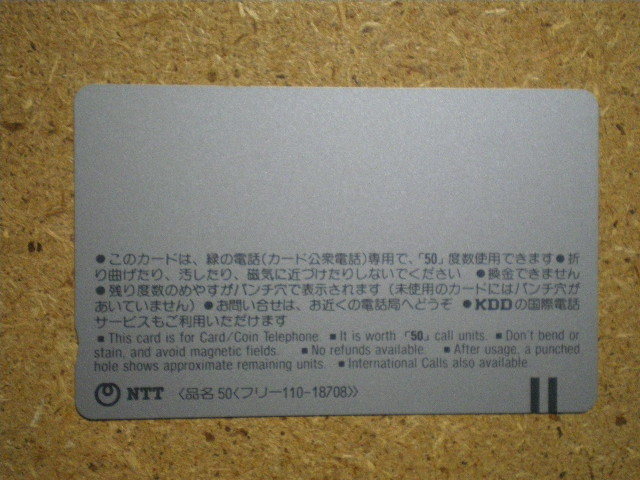 ●このカードは、緑の電話(カード公衆電話)専用で、「50」度数使用できます●折
り曲げたり、汚したり、磁気に近づけたりしないでください　●換金できません
●残り度数のめやすがパンチ穴で表示されます(未使用のカードにはパンチ穴が
あいていません)●お問い合せは、お近くの電話局へどうぞ　●KDDの国際電話
サービスもご利用いただけます
■This card is for Card/Coin Telephone. ■It is worth「50」call units. ■Don't bend or
stain, and avoid magnetic fields. ■No refunds available. ■After usage, a punched
hole shows approximate remaining units. ■International Calls also available.
NTT 〈品名 50〈フリー110-18708〉〉